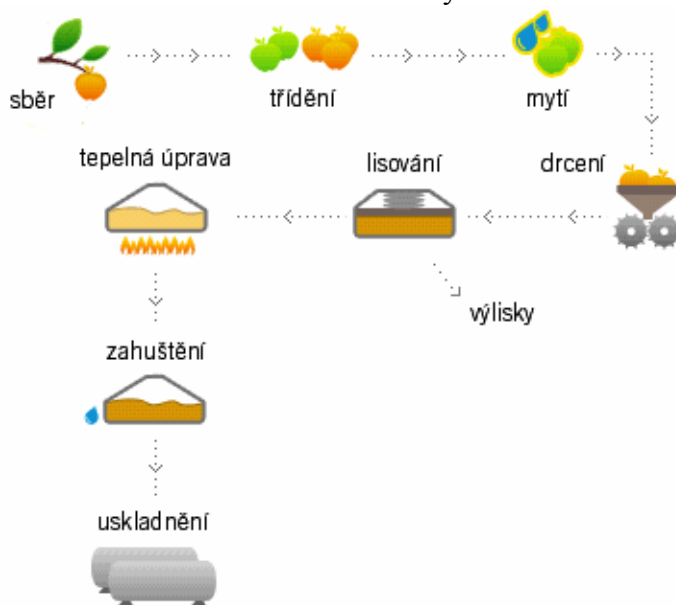 sběr
třídění
mytí
tepelná úprava
lisování
drcení
výlisky
zahuštění
uskladnění